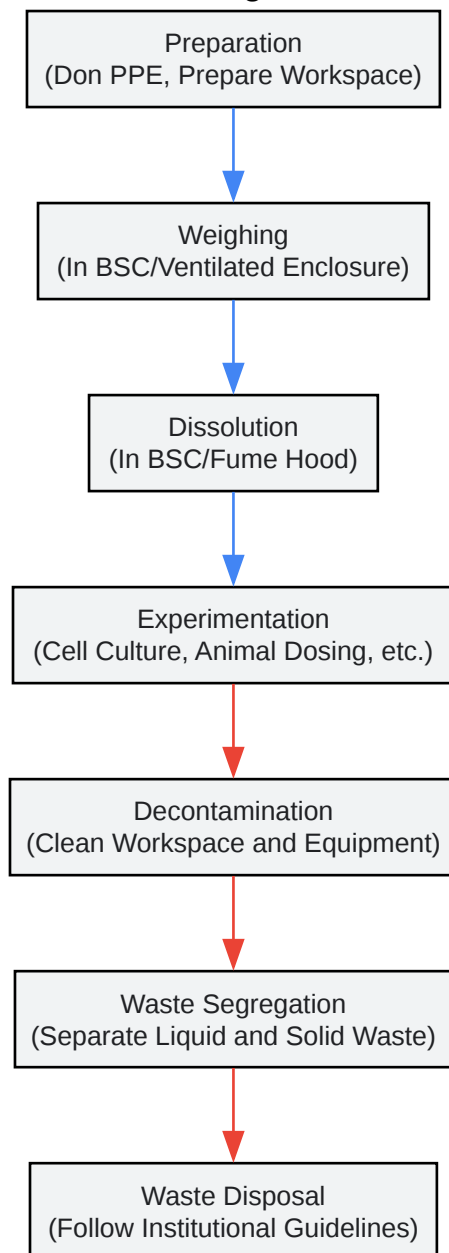 Preparation
(Don PPE, Prepare Workspace)
Weighing
(In BSC/Ventilated Enclosure)
Dissolution
(In BSC/Fume Hood)
Experimentation
(Cell Culture, Animal Dosing, etc.)
Decontamination
(Clean Workspace and Equipment)
Waste Segregation
(Separate Liquid and Solid Waste)
Waste Disposal
(Follow Institutional Guidelines)